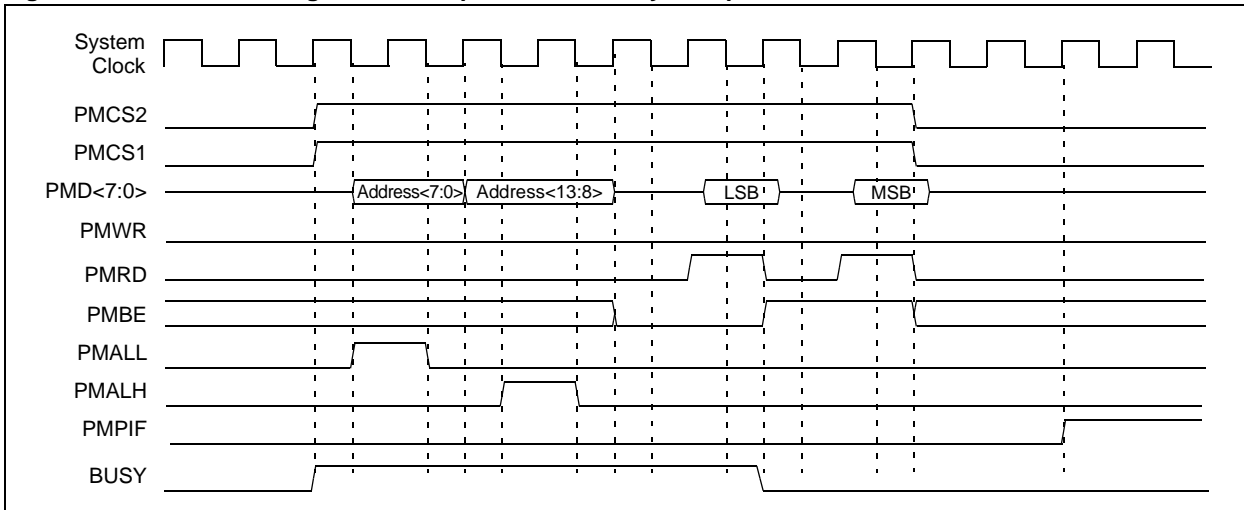 System
Clock
PMCS2
PMCS1
PMD<7:0>
Address<7:0>
Address<13:8>
LSB
MSB
PMWR
PMRD
PMBE
PMALL
PMALH
PMPIF
BUSY